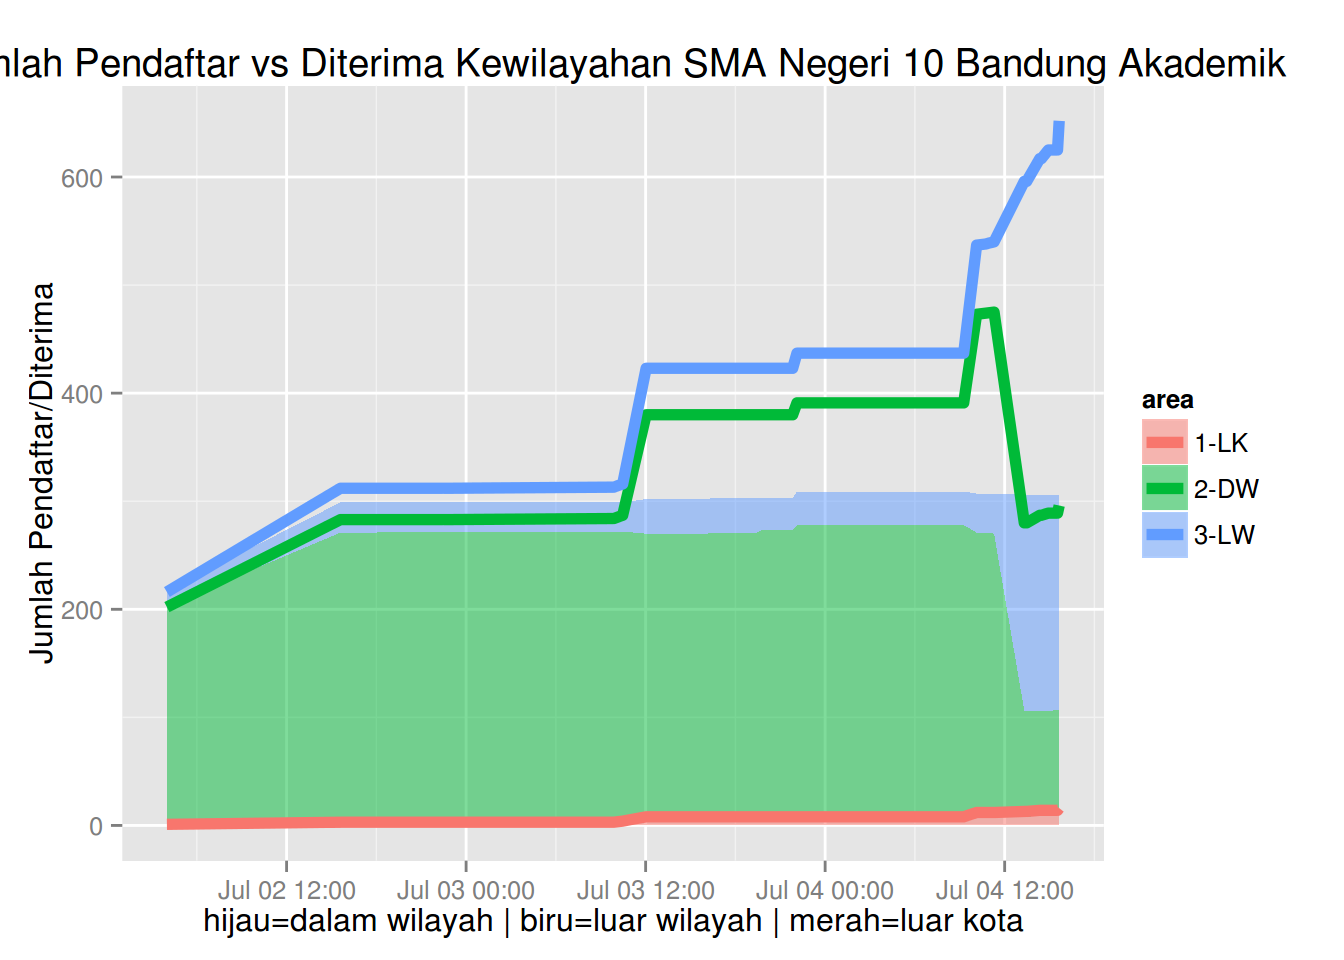 Pendaftar vs Diterima Kewilayahan SMA Negeri 10 Bandung Akademik
Jumlah Pendaftar/Diterima
600
400
200
0
Jul 02 12:00
Jul 03 00:00
Jul 03 12:00
Jul 04 00:00
Jul 04 12:00
hijau=dalam wilayah | biru=luar wilayah | merah=luar kota
area
1-LK
2-DW
3-LW